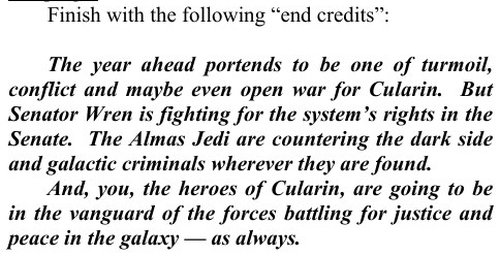 Finish with the following “end credits”:
The year ahead portends to be one of turmoil,
conflict and maybe even open war for Cularin.  But
Senator Wren is fighting for the system’s rights in the
Senate.  The Almas Jedi are countering the dark side
and galactic criminals wherever they are found.
And, you, the heroes of Cularin, are going to be
in the vanguard of the forces battling for justice and
peace in the galaxy — as always.